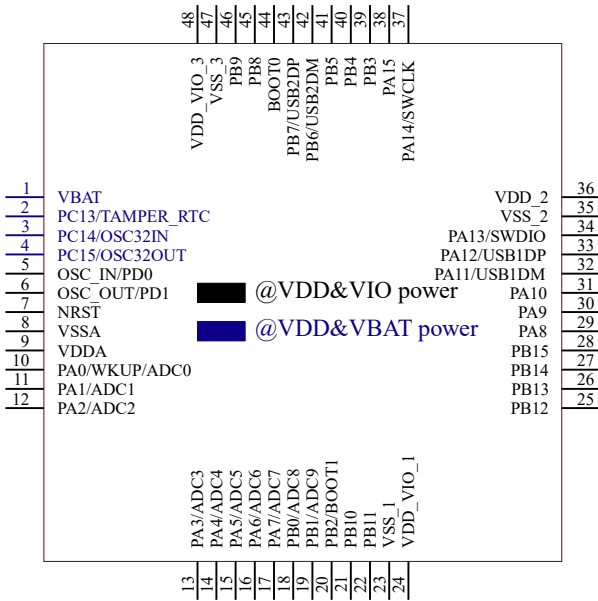 48
47
46
45
44
43
42
41
40
39
38
37
VDD_VIO_3
VSS_3
PB9
PB8
BOOT0
PB7/USB2DP
PB6/USB2DM
PB5
PB4
PB3
PA15
PA14/SWCLK
1 VBAT
2 PC13/TAMPER_RTC
3 PC14/OSC32IN
4 PC15/OSC32OUT
5 OSC_IN/PD0
6 OSC_OUT/PD1
7 NRST
8 VSSA
9 VDDA
10 PA0/WKUP/ADC0
11 PA1/ADC1
12 PA2/ADC2
@VDD&VIO power
@VDD&VBAT power
VDD_2 36
VSS_2 35
PA13/SWDIO 34
PA12/USB1DP 33
PA11/USB1DM 32
PA10 31
PA9 30
PA8 29
PB15 28
PB14 27
PB13 26
PB12 25
PA3/ADC3
PA4/ADC4
PA5/ADC5
PA6/ADC6
PA7/ADC7
PB0/ADC8
PB1/ADC9
PB2/BOOT1
PB10
PB11
VSS_1
VDD_VIO_1
13
14
15
16
17
18
19
20
21
22
23
24